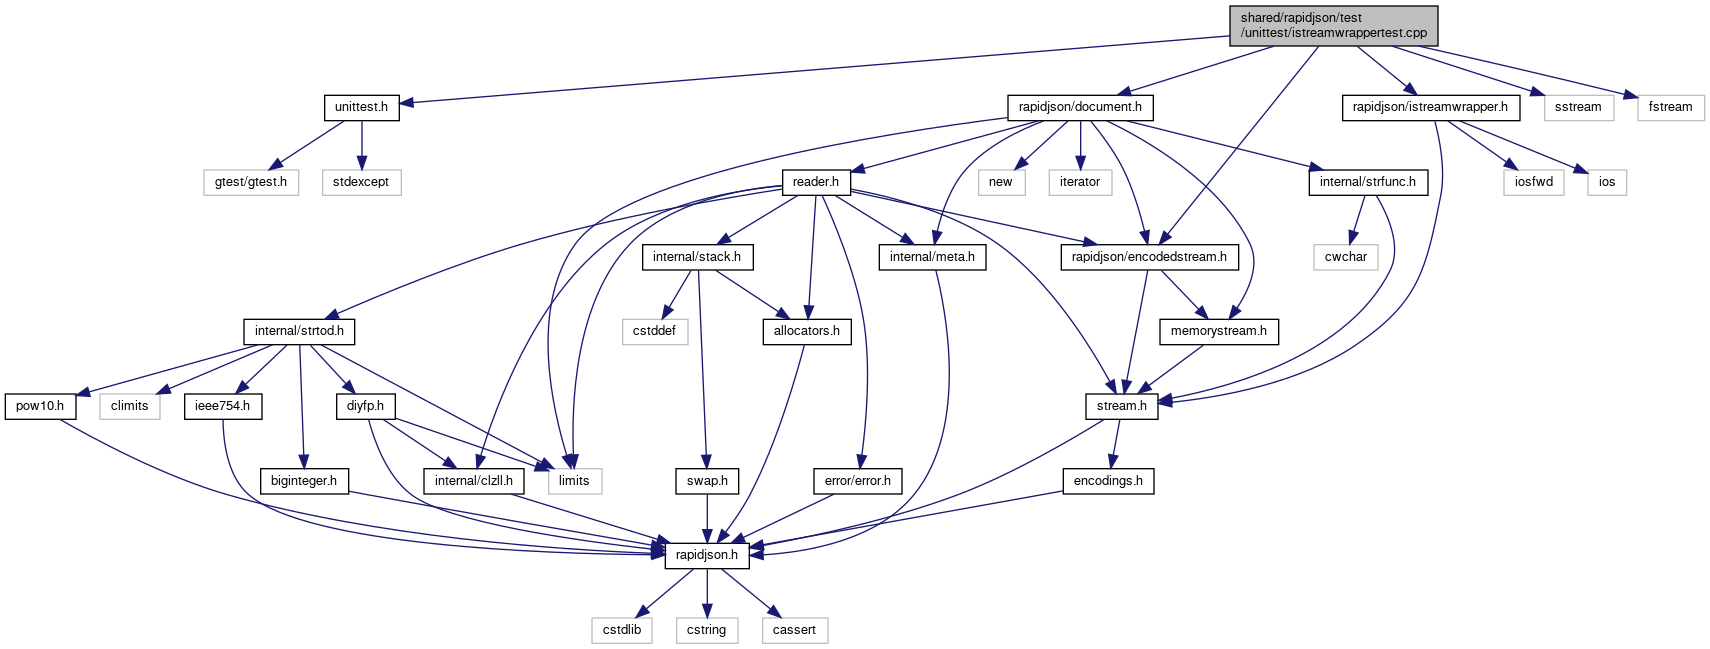 shared/rapidjson/test
/unittest/istreamwrappertest.cpp
unittest.h
rapidjson/document.h
rapidjson/istreamwrapper.h
sstream
fstream
gtest/gtest.h
stdexcept
reader.h
new
iterator
internal/strfunc.h
iosfwd
ios
internal/stack.h
internal/meta.h
rapidjson/encodedstream.h
cwchar
internal/strtod.h
cstddef
allocators.h
memorystream.h
pow10.h
climits
ieee754.h
diyfp.h
stream.h
biginteger.h
internal/clzll.h
limits
swap.h
error/error.h
encodings.h
rapidjson.h
cstdlib
cstring
cassert